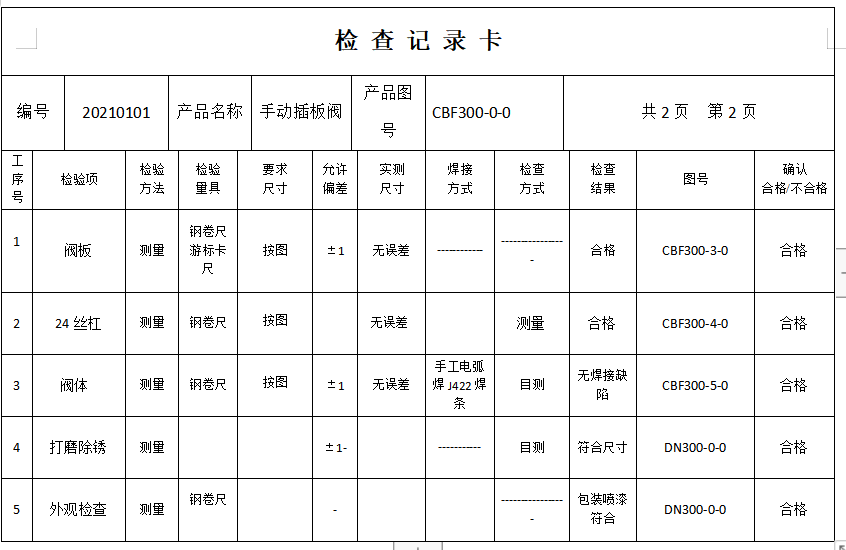 检 查 记 录 卡
编号 20210101 产品名称 手动插板阀 产品图号 CBF300-0-0 共 2 页 第 2 页
工序号 检验项 检验方法 检验量具 要求尺寸 允许偏差 实测尺寸 焊接方式 检查方式 检查结果 图号 确认合格/不合格
1 阀板 测量 钢卷尺游标卡尺 按图 ±1 无误差 ------------ ----------------- 合格 CBF300-3-0 合格
2 24 丝杠 测量 钢卷尺 按图 无误差 测量 合格 CBF300-4-0 合格
3 阀体 测量 钢卷尺 按图 ±1 无误差 手工电弧焊 J422 焊条 目测 无焊接缺陷 CBF300-5-0 合格
4 打磨除锈 测量 ±1- ----------- 目测 符合尺寸 DN300-0-0 合格
5 外观检查 测量 钢卷尺 - ----------------- 包装喷漆符合 DN300-0-0 合格